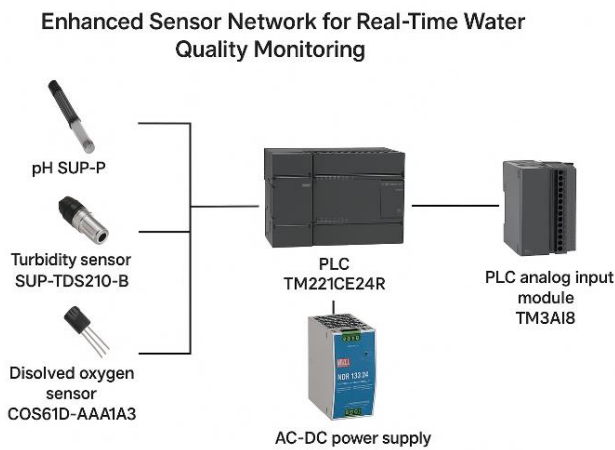 Enhanced Sensor Network for Real-Time Water
Quality Monitoring
pH SUP-P
Turbidity sensor
SUP-TDS210-B
Disolved oxygen
sensor
COS61D-AAA1A3
PLC
TM221CE24R
PLC analog input
module
TM3AI8
NDR 133 24
AC-DC power supply